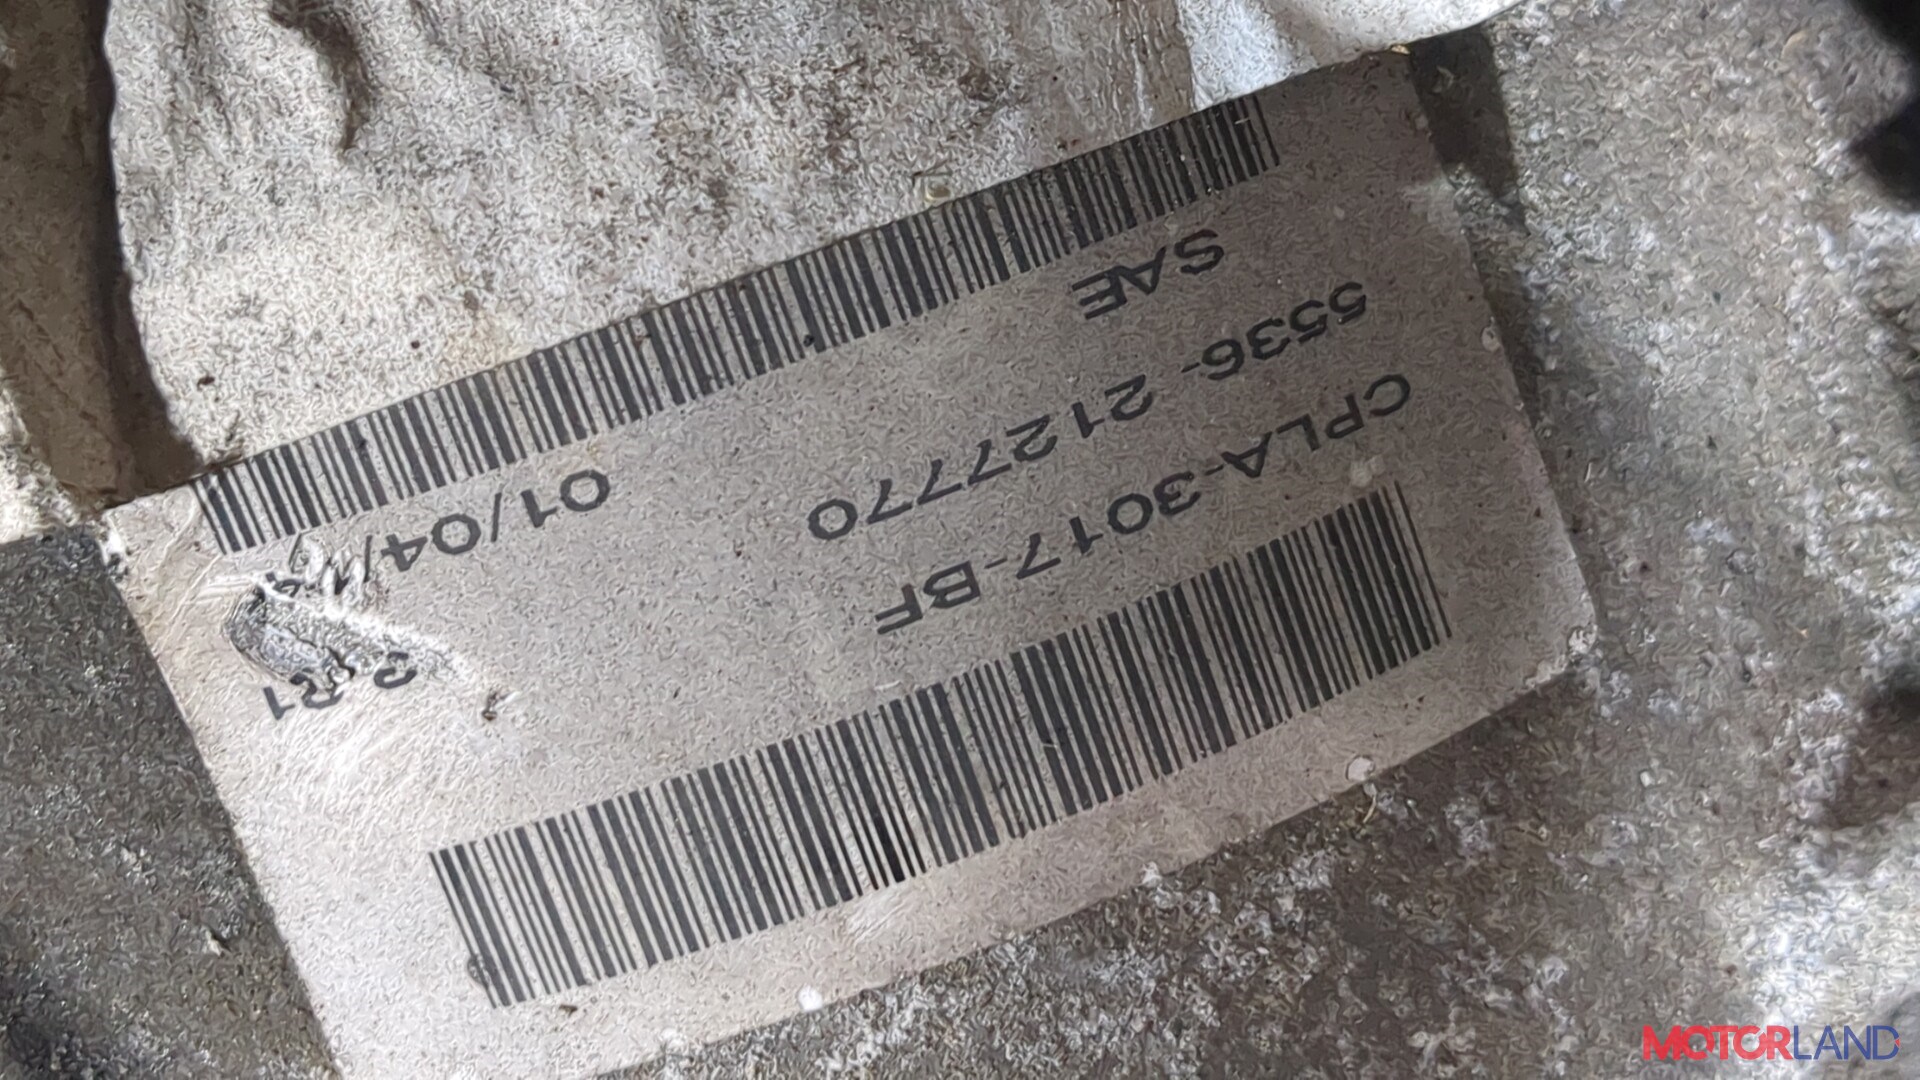 CPLA-3017-BF
5536- 2127770
SAE
01/04/
MOTORLAND